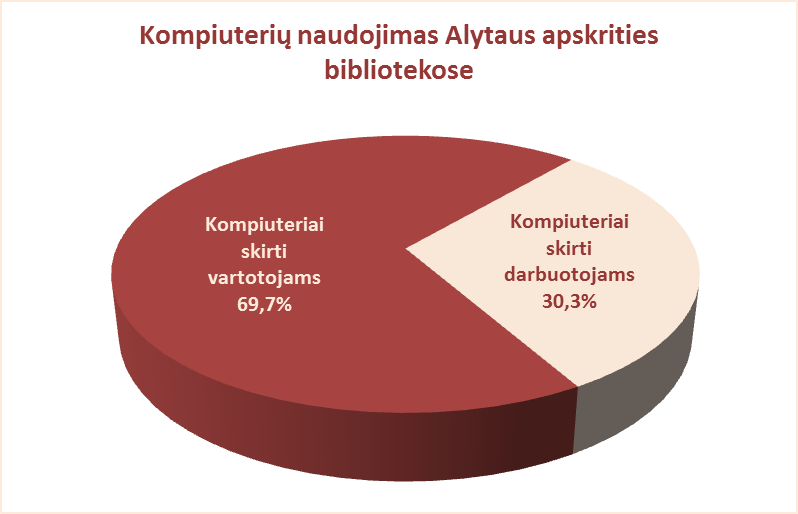 Kompiuterių naudojimas Alytaus apskrities
bibliotekose
Kompiuteriai
skirti
vartotojams
69,7%
Kompiuteriai
skirti
darbuotojams
30,3%